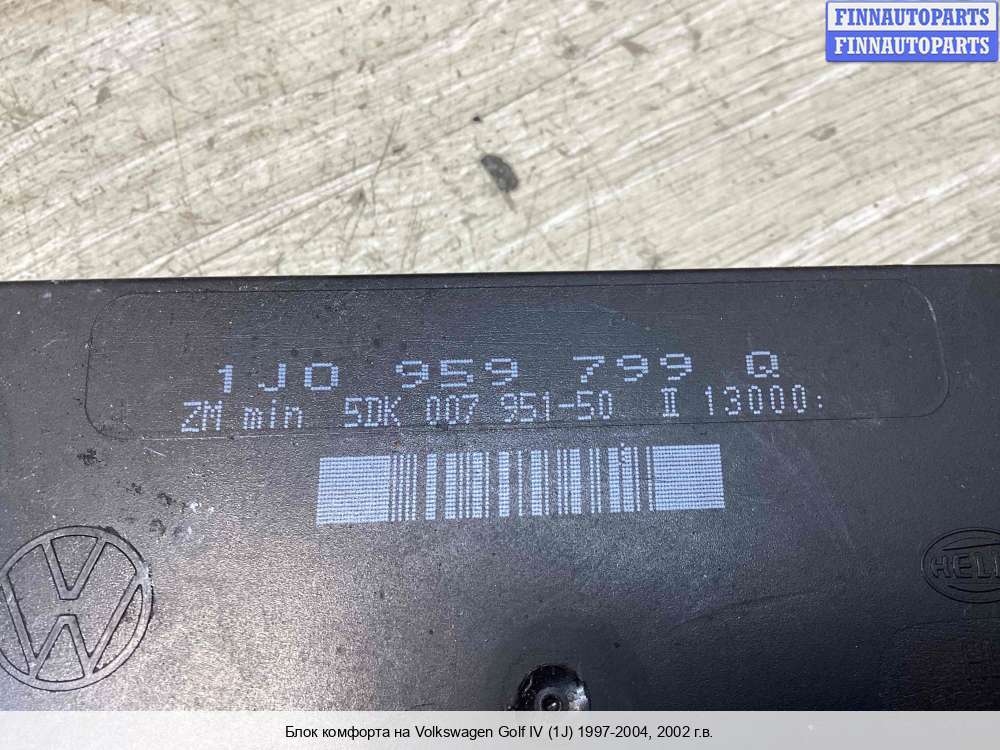 FINNAUTOPARTS
FINNAUTOPARTS
1J0 959 799 Q
ZM min 5DK 007 951-50 II 13000:
HELL
Блок комфорта на Volkswagen Golf IV (1J) 1997-2004, 2002 г.в.